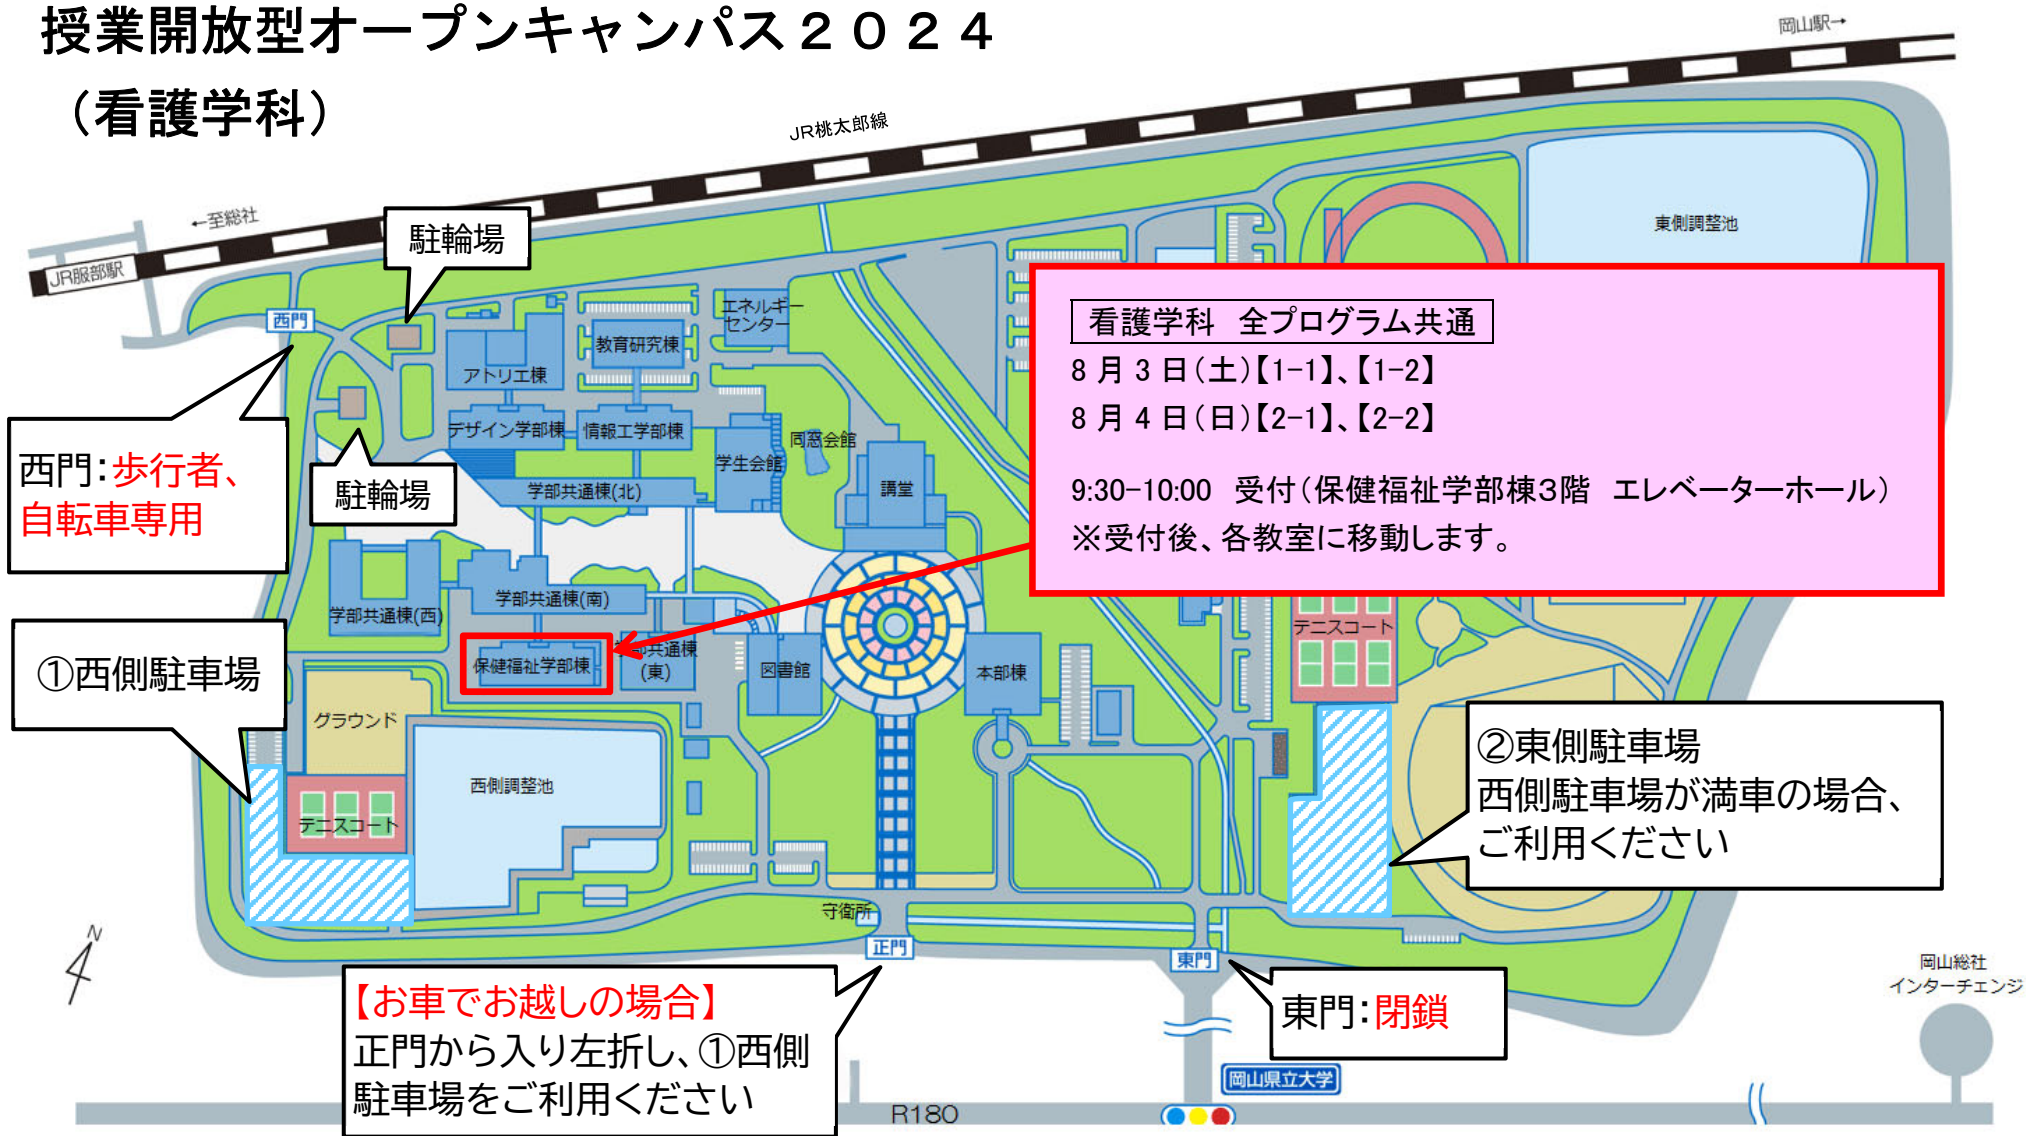 授業開放型オープンキャンパス２０２４
（看護学科）
岡山駅→
JR桃太郎線
←至総社
JR服部駅
駐輪場
東側調整池
西門
エネルギー
センター
教育研究棟
アトリエ棟
看護学科　全プログラム共通
8 月 3 日（土）【1-1】、【1-2】
8 月 4 日（日）【2-1】、【2-2】
9:30-10:00　受付（保健福祉学部棟３階　エレベーターホール）
※受付後、各教室に移動します。
デザイン学部棟
情報工学部棟
同窓会館
学生会館
講堂
西門：歩行者、
自転車専用
駐輪場
学部共通棟(北)
学部共通棟(西)
学部共通棟(南)
テニスコート
①西側駐車場
保健福祉学部棟
学部共通棟
(東)
図書館
本部棟
グラウンド
西側調整池
テニスコート
②東側駐車場
西側駐車場が満車の場合、
ご利用ください
守衛所
正門
東門
N
【お車でお越しの場合】
正門から入り左折し、①西側
駐車場をご利用ください
東門：閉鎖
岡山総社
インターチェンジ
岡山県立大学
R180